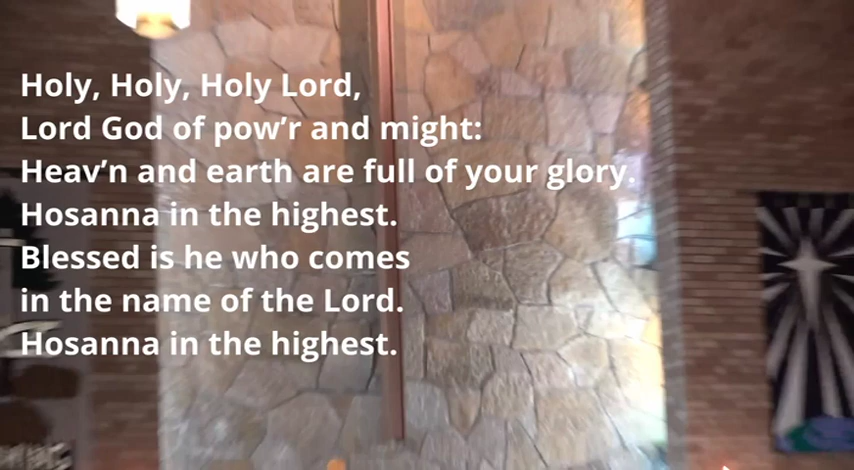 Holy, Holy, Holy Lord,
Lord God of pow’r and might:
Heav’n and earth are full of your glory.
Hosanna in the highest.
Blessed is he who comes
in the name of the Lord.
Hosanna in the highest.